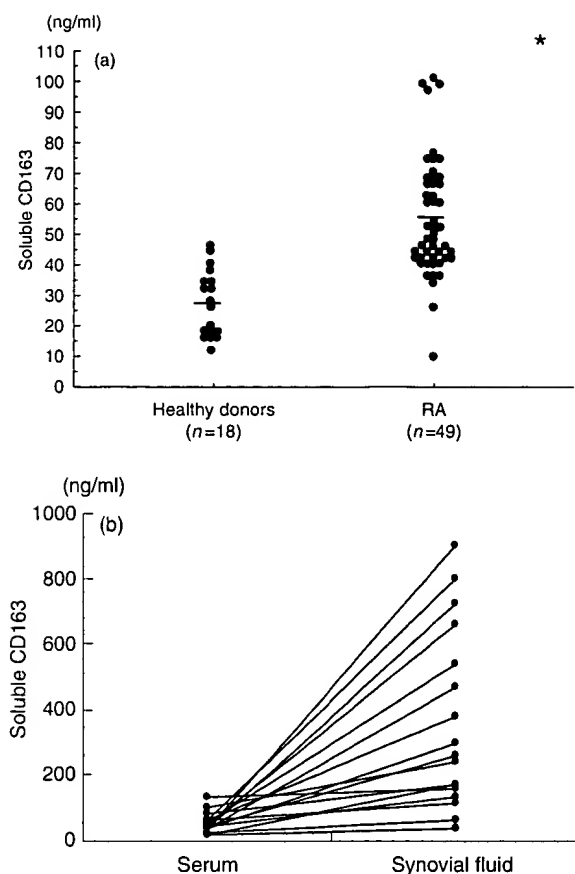 (ng/ml)
110
(a)
*
100
90
80
70
60
50
40
30
20
10
0
Soluble CD163
Healthy donors
RA
(n=18)
(n=49)
(ng/ml)
1000
(b)
800
600
400
200
0
Soluble CD163
Serum
Synovial fluid